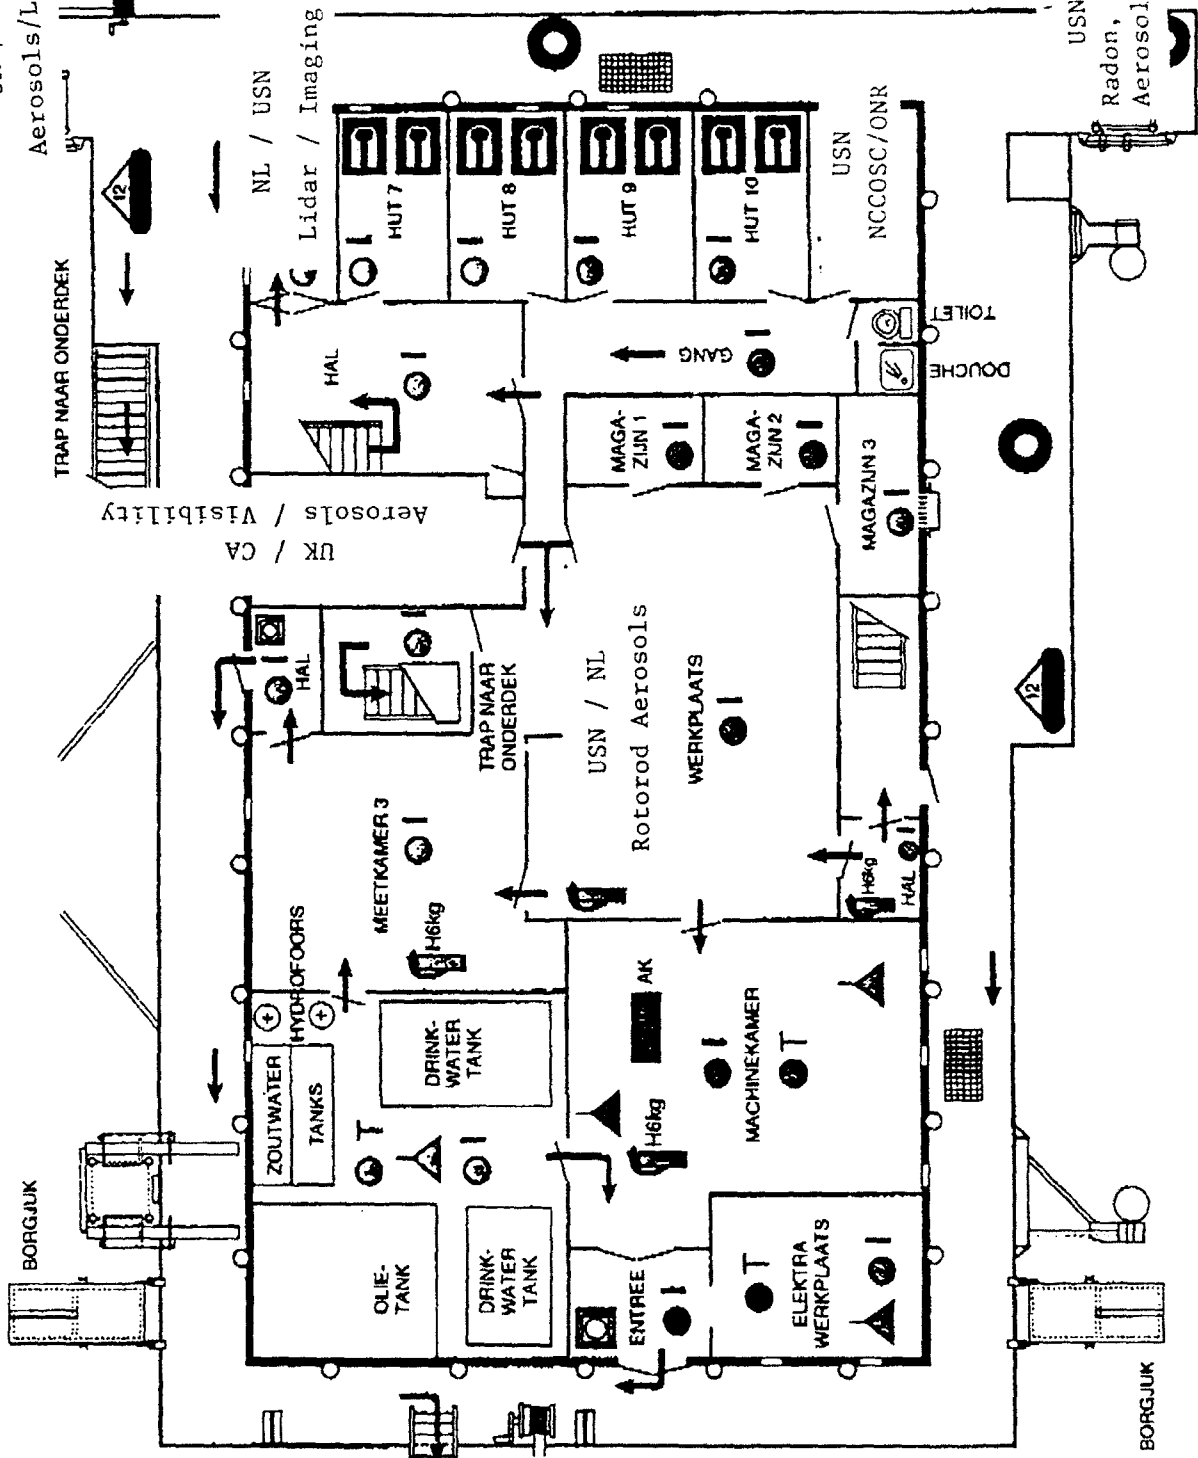 Aerosols/L
NL / USN
Lidar / Imaging
USN
Radon,
Aerosol
USN
NCCOSC/ONR
12
TRAP NAAR ONDERDEK
HUT 7
HUT 8
HUT 9
HUT 10
HAL
GANG
TOILET
DOUCHE
MAGA-
ZIJN 1
MAGA-
ZIJN 2
MAGAZIJN 3
UK / CA
Aerosols / Visibility
HAL
TRAP NAAR
ONDERDEK
USN / NL
Rotorod Aerosols
WERKPLAATS
12
MEETKAMER 3
H6kg
HYDROFOORS
H6kg
HAL
ZOUTWATER
TANKS
DRINK-
WATER
TANK
AK
MACHINEKAMER
T
H6kg
T
BORGJUK
OLIE-
TANK
DRINK-
WATER
TANK
ENTREE
T
ELEKTRA
WERKPLAATS
BORGJUK